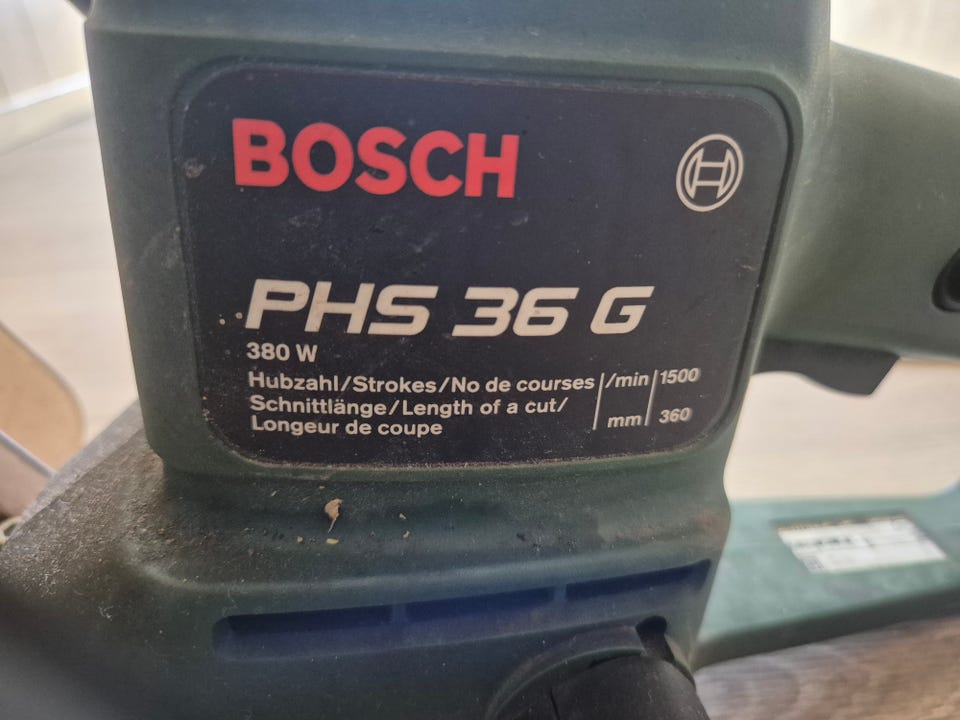 BOSCH
PHS 36 G
380 W
Hubzahl/Strokes/No de courses /min 1500
Schnittlänge/Length of a cut/
Longeur de coupe mm 360